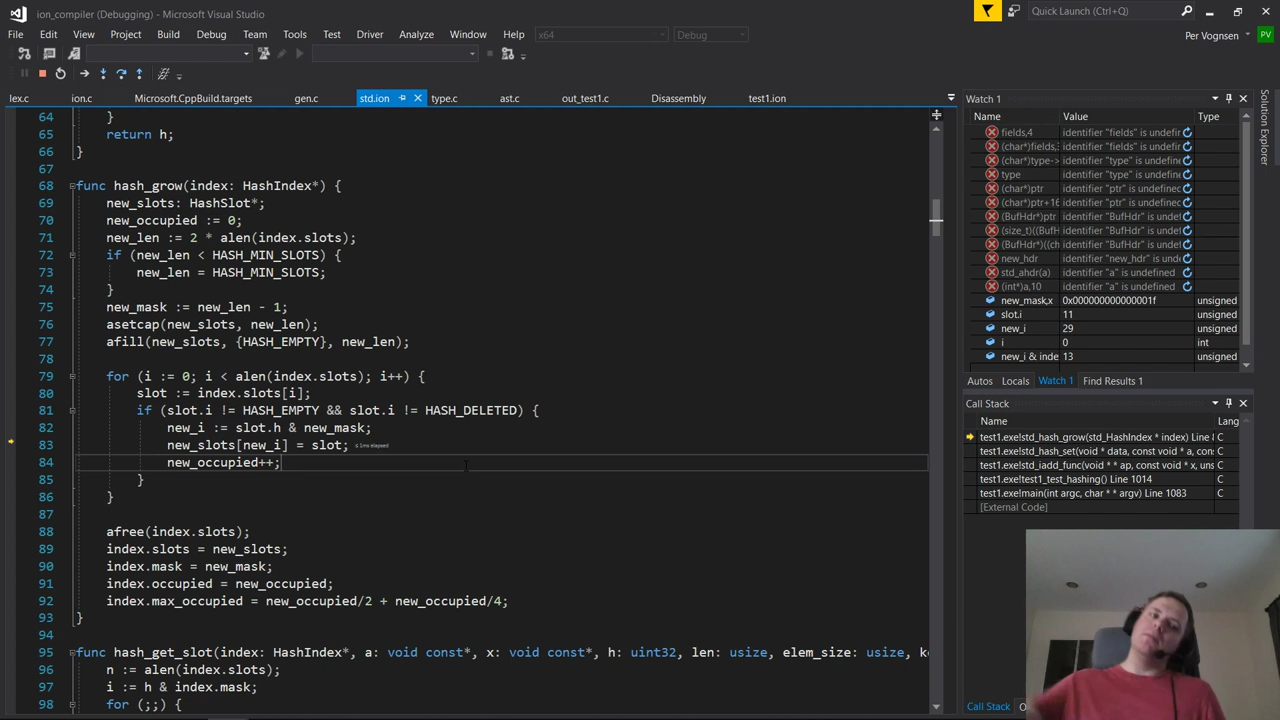 ion_compiler (Debugging) - Microsoft Visual Studio
Quick Launch (Ctrl+Q)
File Edit View Project Build Debug Team Tools Test Driver Analyze Window Help x64 Debug
Per Vognsen PV
lex.c ion.c Microsoft.CppBuild.targets gen.c std.ion type.c ast.c out_test1.c Disassembly test1.ion
64 }
65 return h;
66 }
67
68 func hash_grow(index: HashIndex*) {
69 new_slots: HashSlot*;
70 new_occupied := 0;
71 new_len := 2 * alen(index.slots);
72 if (new_len < HASH_MIN_SLOTS) {
73 new_len = HASH_MIN_SLOTS;
74 }
75 new_mask := new_len - 1;
76 asetcap(new_slots, new_len);
77 afill(new_slots, {HASH_EMPTY}, new_len);
78
79 for (i := 0; i < alen(index.slots); i++) {
80 slot := index.slots[i];
81 if (slot.i != HASH_EMPTY && slot.i != HASH_DELETED) {
82 new_i := slot.h & new_mask;
83 new_slots[new_i] = slot; ≤ 1ms elapsed
84 new_occupied++;
85 }
86 }
87
88 afree(index.slots);
89 index.slots = new_slots;
90 index.mask = new_mask;
91 index.occupied = new_occupied;
92 index.max_occupied = new_occupied/2 + new_occupied/4;
93 }
94
95 func hash_get_slot(index: HashIndex*, a: void const*, x: void const*, h: uint32, len: usize, elem_size: usize, ke
96 n := alen(index.slots);
97 i := h & index.mask;
98 for (;;) {
Watch 1
Name Value Type
fields,4 identifier "fields" is undefin
(char*)fields,3 identifier "fields" is undefin
(char*)type-> identifier "type" is undefine
type identifier "type" is undefine
(char*)ptr identifier "ptr" is undefined
(char*)ptr+16 identifier "ptr" is undefined
(BufHdr*)ptr identifier "BufHdr" is undef
(size_t)((BufHd identifier "BufHdr" is undef
(BufHdr*)((ch identifier "BufHdr" is undef
new_hdr identifier "new_hdr" is und
std_ahdr(a) identifier "a" is undefined
(int*)a,10 identifier "a" is undefined
new_mask,x 0x000000000000001f unsigned
slot.i 11 unsigned
new_i 29 unsigned
i 0 int
new_i & inde 13 unsigned
Autos Locals Watch 1 Find Results 1
Call Stack
Name Lang
test1.exe!std_hash_grow(std_HashIndex * index) Line 8 C
test1.exe!std_hash_set(void * data, const void * a, cons C
test1.exe!std_iadd_func(void * * ap, const void * x, uns C
test1.exe!test1_test_hashing() Line 1014 C
test1.exe!main(int argc, char * * argv) Line 1083 C
[External Code]
Call Stack
Solution Explorer